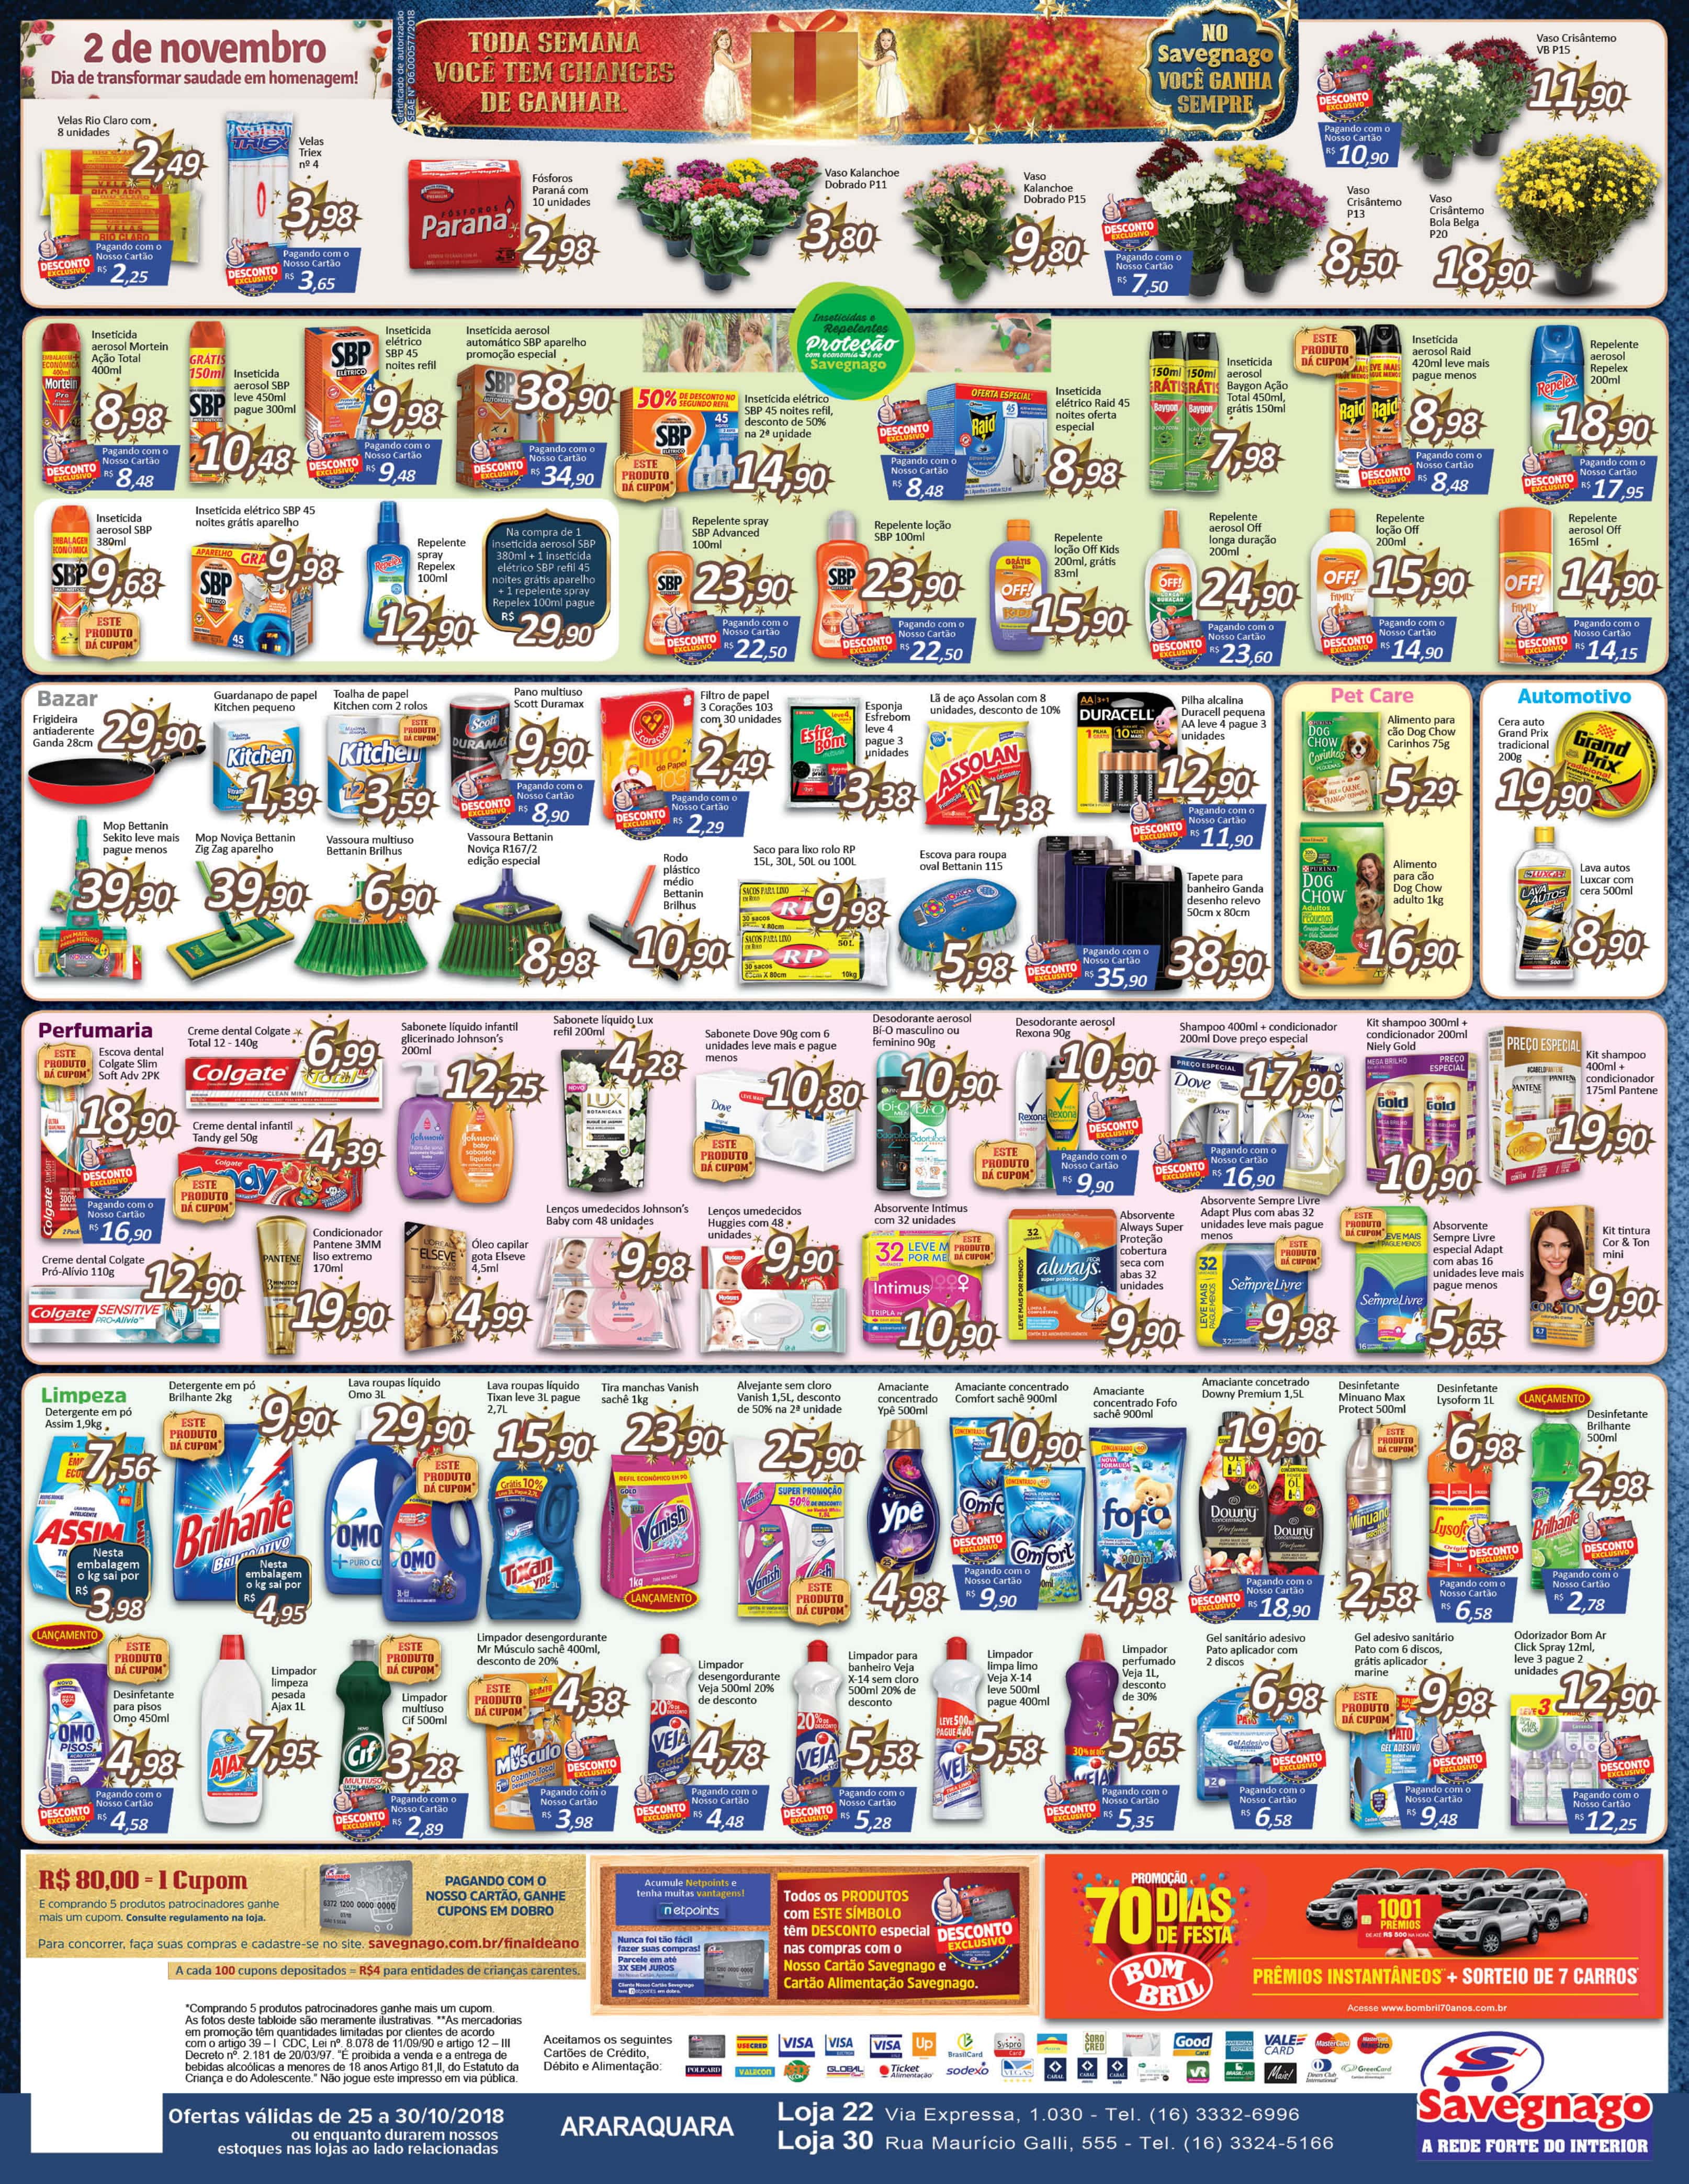 2 de novembro
Dia de transformar saudade em homenagem!
Certificado de autorização
SEAE Nº 06.000577/2018
TODA SEMANA
VOCÊ TEM CHANCES
DE GANHAR.
NO
Savegnago
VOCÊ GANHA
SEMPRE
Velas Rio Claro com
8 unidades
2,49
Pagando com o
Nosso Cartão
DESCONTO
EXCLUSIVO
R$ 2,25
Velas
Triex
nº 4
3,98
Pagando com o
Nosso Cartão
DESCONTO
EXCLUSIVO
R$ 3,65
Fósforos
Paraná com
10 unidades
2,98
Vaso Kalanchoe
Dobrado P11
3,80
Vaso
Kalanchoe
Dobrado P15
9,80
DESCONTO
EXCLUSIVO
Pagando com o
Nosso Cartão
R$ 7,50
Vaso
Crisântemo
P13
8,50
Vaso Crisântemo
VB P15
11,90
DESCONTO
EXCLUSIVO
Pagando com o
Nosso Cartão
R$ 10,90
Vaso
Crisântemo
Bola Belga
P20
18,90
Inseticidas e
Repelentes
Proteção
com economia só no
Savegnago
Inseticida
aerosol Mortein
Ação Total
400ml
8,98
Pagando com o
Nosso Cartão
R$ 8,48
Inseticida
aerosol SBP
leve 450ml
pague 300ml
10,48
Inseticida
elétrico
SBP 45
noites refil
9,98
Pagando com o
Nosso Cartão
R$ 9,48
Inseticida aerosol
automático SBP aparelho
promoção especial
38,90
Pagando com o
Nosso Cartão
R$ 34,90
50% DE DESCONTO NO
SEGUNDO REFIL
Inseticida elétrico
SBP 45 noites refil,
desconto de 50%
na 2ª unidade
ESTE
PRODUTO
DÁ CUPOM*
14,90
OFERTA ESPECIAL
Inseticida
elétrico Raid 45
noites oferta
especial
8,98
Pagando com o
Nosso Cartão
R$ 8,48
Inseticida
aerosol
Baygon Ação
Total 450ml,
grátis 150ml
7,98
ESTE
PRODUTO
DÁ CUPOM*
Inseticida
aerosol Raid
420ml leve mais
pague menos
8,98
Pagando com o
Nosso Cartão
R$ 8,48
Repelente
aerosol
Repelex
200ml
18,90
Pagando com o
Nosso Cartão
R$ 17,95
Inseticida
aerosol SBP
380ml
9,68
ESTE
PRODUTO
DÁ CUPOM*
Inseticida elétrico SBP 45
noites grátis aparelho
9,98
Repelente
spray
Repelex
100ml
12,90
Na compra de 1
inseticida aerosol SBP
380ml + 1 inseticida
elétrico SBP refil 45
noites grátis aparelho
+ 1 repelente spray
Repelex 100ml pague
R$ 29,90
Repelente spray
SBP Advanced
100ml
23,90
Pagando com o
Nosso Cartão
R$ 22,50
Repelente loção
SBP 100ml
23,90
Pagando com o
Nosso Cartão
R$ 22,50
Repelente
loção Off Kids
200ml, grátis
83ml
15,90
Repelente
aerosol Off
longa duração
200ml
24,90
Pagando com o
Nosso Cartão
R$ 23,60
Repelente
loção Off
200ml
15,90
Pagando com o
Nosso Cartão
R$ 14,90
Repelente
aerosol Off
165ml
14,90
Pagando com o
Nosso Cartão
R$ 14,15
Bazar
Frigideira
antiaderente
Ganda 28cm
29,90
Guardanapo de papel
Kitchen pequeno
1,39
Toalha de papel
Kitchen com 2 rolos
ESTE
PRODUTO
DÁ CUPOM*
3,59
Pano multiuso
Scott Duramax
9,90
Pagando com o
Nosso Cartão
R$ 8,90
Filtro de papel
3 Corações 103
com 30 unidades
2,49
Pagando com o
Nosso Cartão
R$ 2,29
Esponja
Esfrebom
leve 4
pague 3
unidades
3,38
Lã de aço Assolan com 8
unidades, desconto de 10%
1,38
Pilha alcalina
Duracell pequena
AA leve 4 pague 3
unidades
12,90
Pagando com o
Nosso Cartão
R$ 11,90
Mop Bettanin
Sekito leve mais
pague menos
39,90
Mop Noviça Bettanin
Zig Zag aparelho
39,90
Vassoura multiuso
Bettanin Brilhus
6,90
Vassoura Bettanin
Noviça R167/2
edição especial
8,98
Rodo
plástico
médio
Bettanin
Brilhus
10,90
Saco para lixo rolo RP
15L, 30L, 50L ou 100L
9,98
Escova para roupa
oval Bettanin 115
5,98
Tapete para
banheiro Ganda
desenho relevo
50cm x 80cm
38,90
Pagando com o
Nosso Cartão
R$ 35,90
Pet Care
Alimento para
cão Dog Chow
Carinhos 75g
5,29
Alimento
para cão
Dog Chow
adulto 1kg
16,90
Automotivo
Cera auto
Grand Prix
tradicional
200g
19,90
Lava autos
Luxcar com
cera 500ml
8,90
Perfumaria
ESTE
PRODUTO
DÁ CUPOM*
Escova dental
Colgate Slim
Soft Adv 2PK
18,90
Pagando com o
Nosso Cartão
R$ 16,90
Creme dental Colgate
Total 12 - 140g
6,99
Creme dental infantil
Tandy gel 50g
4,39
ESTE
PRODUTO
DÁ CUPOM*
Sabonete líquido infantil
glicerinado Johnson's
200ml
12,25
Sabonete líquido Lux
refil 200ml
4,28
Sabonete Dove 90g com 6
unidades leve mais e pague
menos
10,80
ESTE
PRODUTO
DÁ CUPOM*
Desodorante aerosol
Bí-O masculino ou
feminino 90g
10,90
Desodorante aerosol
Rexona 90g
10,90
ESTE
PRODUTO
DÁ CUPOM*
Pagando com o
Nosso Cartão
R$ 9,90
Shampoo 400ml + condicionador
200ml Dove preço especial
17,90
Pagando com o
Nosso Cartão
R$ 16,90
Kit shampoo 300ml +
condicionador 200ml
Niely Gold
10,90
PREÇO ESPECIAL
Kit shampoo
400ml +
condicionador
175ml Pantene
19,90
Creme dental Colgate
Pró-Alívio 110g
12,90
Condicionador
Pantene 3MM
liso extremo
170ml
19,90
Óleo capilar
gota Elseve
4,5ml
4,99
Lenços umedecidos Johnson's
Baby com 48 unidades
9,98
Lenços umedecidos
Huggies com 48
unidades
9,90
Absorvente Intimus
com 32 unidades
ESTE
PRODUTO
DÁ CUPOM*
10,90
Absorvente
Always Super
Proteção
cobertura
seca com
abas 32
unidades
9,90
Absorvente Sempre Livre
Adapt Plus com abas 32
unidades leve mais pague
menos
ESTE
PRODUTO
DÁ CUPOM*
9,98
ESTE
PRODUTO
DÁ CUPOM*
Absorvente
Sempre Livre
especial Adapt
com abas 16
unidades leve mais
pague menos
5,65
Kit tintura
Cor & Ton
mini
9,90
Limpeza
Detergente em pó
Assim 1,9kg
7,56
Nesta
embalagem
o kg sai por
R$ 3,98
Detergente em pó
Brilhante 2kg
ESTE
PRODUTO
DÁ CUPOM*
9,90
Nesta
embalagem
o kg sai por
R$ 4,95
Lava roupas líquido
Omo 3L
29,90
ESTE
PRODUTO
DÁ CUPOM*
Lava roupas líquido
Tixan leve 3L pague
2,7L
15,90
Tira manchas Vanish
sachê 1kg
23,90
LANÇAMENTO
Alvejante sem cloro
Vanish 1,5L, desconto
de 50% na 2ª unidade
25,90
ESTE
PRODUTO
DÁ CUPOM*
Amaciante
concentrado
Ypê 500ml
4,98
Amaciante concentrado
Comfort sachê 900ml
10,90
Pagando com o
Nosso Cartão
R$ 9,90
Amaciante
concentrado Fofo
sachê 900ml
4,98
Amaciante concetrado
Downy Premium 1,5L
19,90
Pagando com o
Nosso Cartão
R$ 18,90
Desinfetante
Minuano Max
Protect 500ml
ESTE
PRODUTO
DÁ CUPOM*
2,58
Desinfetante
Lysoform 1L
6,98
Pagando com o
Nosso Cartão
R$ 6,58
LANÇAMENTO
Desinfetante
Brilhante
500ml
2,98
Pagando com o
Nosso Cartão
R$ 2,78
LANÇAMENTO
ESTE
PRODUTO
DÁ CUPOM*
Desinfetante
para pisos
Omo 450ml
4,98
Pagando com o
Nosso Cartão
R$ 4,58
Limpador
limpeza
pesada
Ajax 1L
7,95
ESTE
PRODUTO
DÁ CUPOM*
Limpador
multiuso
Cif 500ml
3,28
Pagando com o
Nosso Cartão
R$ 2,89
Limpador desengordurante
Mr Músculo sachê 400ml,
desconto de 20%
ESTE
PRODUTO
DÁ CUPOM*
4,38
Pagando com o
Nosso Cartão
R$ 3,98
Limpador
desengordurante
Veja 500ml 20%
de desconto
4,78
Pagando com o
Nosso Cartão
R$ 4,48
Limpador para
banheiro Veja
X-14 sem cloro
500ml 20% de
desconto
5,58
Pagando com o
Nosso Cartão
R$ 5,28
Limpador
limpa limo
Veja X-14
leve 500ml
pague 400ml
5,58
Limpador
perfumado
Veja 1L,
desconto
de 30%
5,65
Pagando com o
Nosso Cartão
R$ 5,35
Gel sanitário adesivo
Pato aplicador com
2 discos
6,98
Pagando com o
Nosso Cartão
R$ 6,58
Gel adesivo sanitário
Pato com 6 discos,
grátis aplicador
marine
ESTE
PRODUTO
DÁ CUPOM*
9,98
Pagando com o
Nosso Cartão
R$ 9,48
Odorizador Bom Ar
Click Spray 12ml,
leve 3 pague 2
unidades
12,90
Pagando com o
Nosso Cartão
R$ 12,25
R$ 80,00 = 1 Cupom
E comprando 5 produtos patrocinadores ganhe
mais um cupom. Consulte regulamento na loja.
PAGANDO COM O
NOSSO CARTÃO, GANHE
CUPONS EM DOBRO
Para concorrer, faça suas compras e cadastre-se no site. savegnago.com.br/finaldeano
A cada 100 cupons depositados = R$4 para entidades de crianças carentes.
Acumule Netpoints e
tenha muitas vantagens!
netpoints
Nunca foi tão fácil
fazer suas compras!
Parcele em até
3X SEM JUROS
Todos os PRODUTOS
com ESTE SÍMBOLO
têm DESCONTO especial
nas compras com o
Nosso Cartão Savegnago e
Cartão Alimentação Savegnago.
DESCONTO
EXCLUSIVO
PROMOÇÃO
70 DIAS
DE FESTA
BOM
BRIL
1001
PRÊMIOS
DE ATÉ R$ 800 NA HORA
PRÊMIOS INSTANTÂNEOS + SORTEIO DE 7 CARROS
Acesse www.bombril70anos.com.br
*Comprando 5 produtos patrocinadores ganhe mais um cupom.
As fotos deste tabloide são meramente ilustrativas. **As mercadorias
em promoção têm quantidades limitadas por clientes de acordo
com o artigo 39 – I CDC, Lei nº. 8.078 de 11/09/90 e artigo 12 – III
Decreto nº. 2.181 de 20/03/97. "É proibida a venda e a entrega de
bebidas alcoólicas a menores de 18 anos Artigo 81,II, do Estatuto da
Criança e do Adolescente." Não jogue este impresso em via pública.
Aceitamos os seguintes
Cartões de Crédito,
Débito e Alimentação:
Ofertas válidas de 25 a 30/10/2018
ou enquanto durarem nossos
estoques nas lojas ao lado relacionadas
ARARAQUARA
Loja 22 Via Expressa, 1.030 - Tel. (16) 3332-6996
Loja 30 Rua Maurício Galli, 555 - Tel. (16) 3324-5166
Savegnago
A REDE FORTE DO INTERIOR